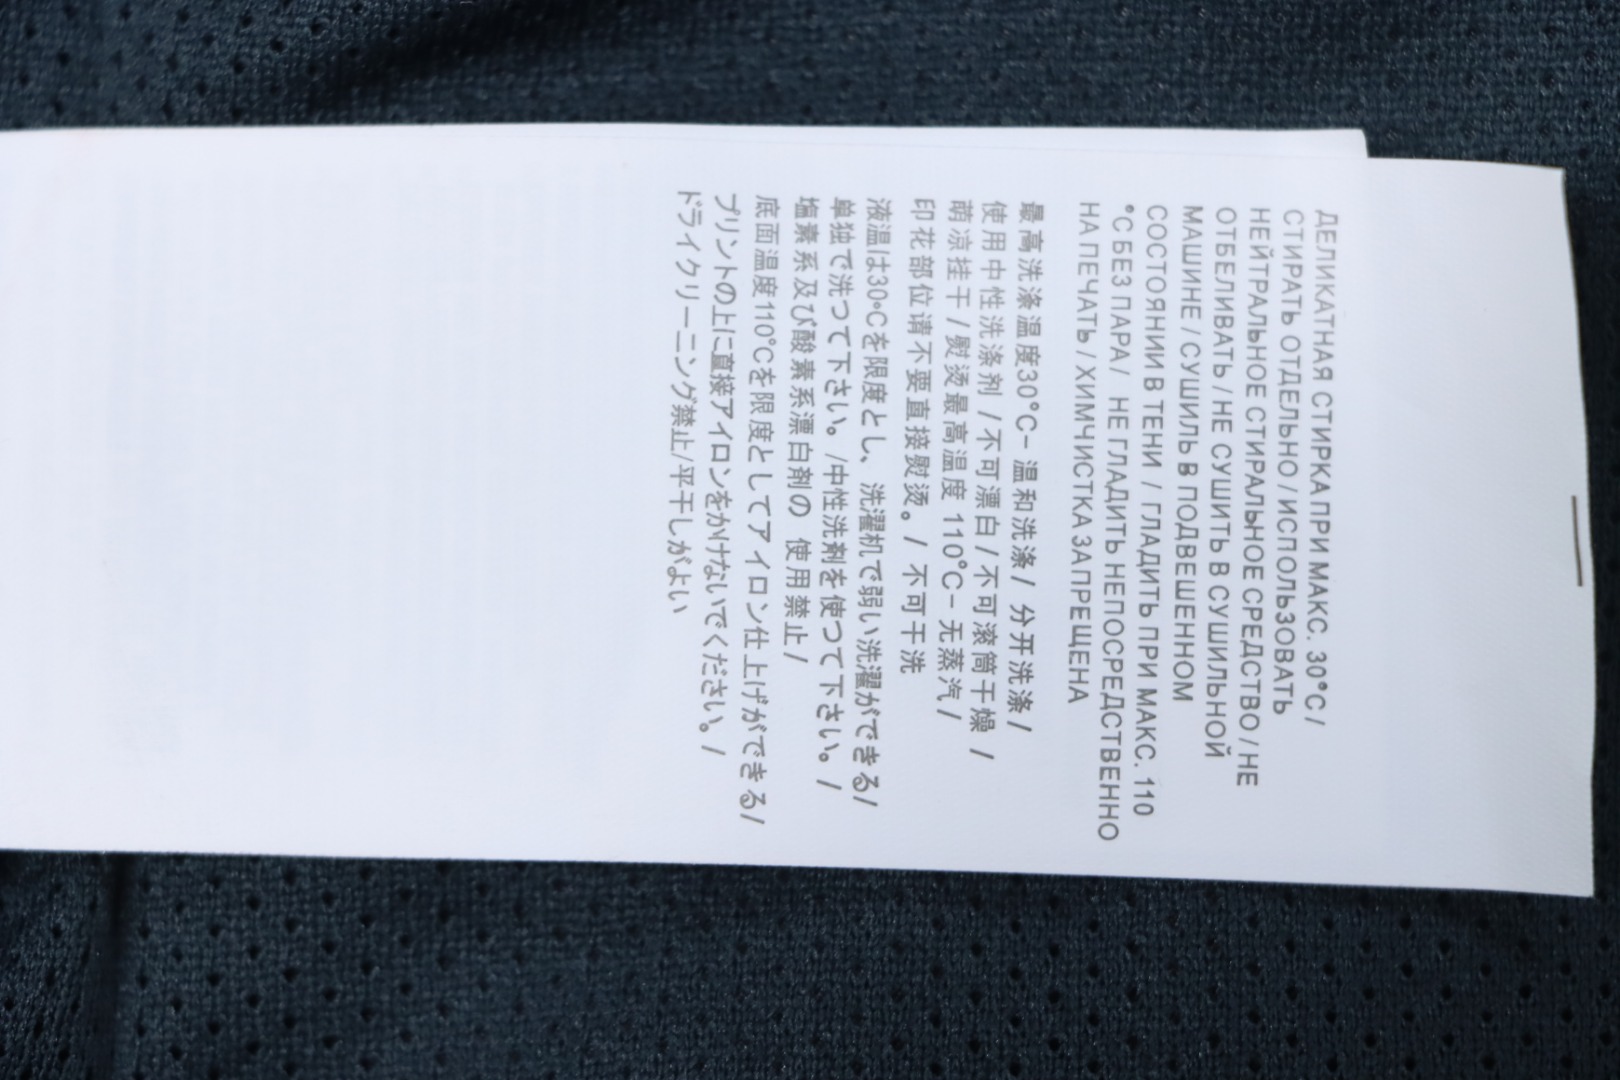 ДЕЛИКАТНАЯ СТИРКА ПРИ МАКС. 30°C /
СТИРАТЬ ОТДЕЛЬНО / ИСПОЛЬЗОВАТЬ
НЕЙТРАЛЬНОЕ СТИРАЛЬНОЕ СРЕДСТВО / НЕ
ОТБЕЛИВАТЬ / НЕ СУШИТЬ В СУШИЛЬНОЙ
МАШИНЕ / СУШИЛЬ В ПОДВЕШЕННОМ
СОСТОЯНИИ В ТЕНИ / ГЛАДИТЬ ПРИ МАКС. 110
°C БЕЗ ПАРА / НЕ ГЛАДИТЬ НЕПОСРЕДСТВЕННО
НА ПЕЧАТЬ / ХИМЧИСТКА ЗАПРЕЩЕНА
最高洗涤温度30°C- 温和洗涤 / 分开洗涤 /
使用中性洗涤剂 / 不可漂白 / 不可滚筒干燥 /
萌凉挂干 / 熨烫最高温度 110°C - 无蒸汽 /
印花部位请不要直接熨烫。/ 不可干洗
液温は30°Cを限度とし、洗濯机で弱い洗濯ができる/
单独で洗つて下さい。/中性洗剤を使つて下さい。/
塩素系及び酸素系漂白剤の 使用禁止/
底面温度110°Cを限度としてアイロン仕上げができる/
プリントの上に直接アイロンをかけないでください。/
ドライクリーニング禁止/平干しがよい